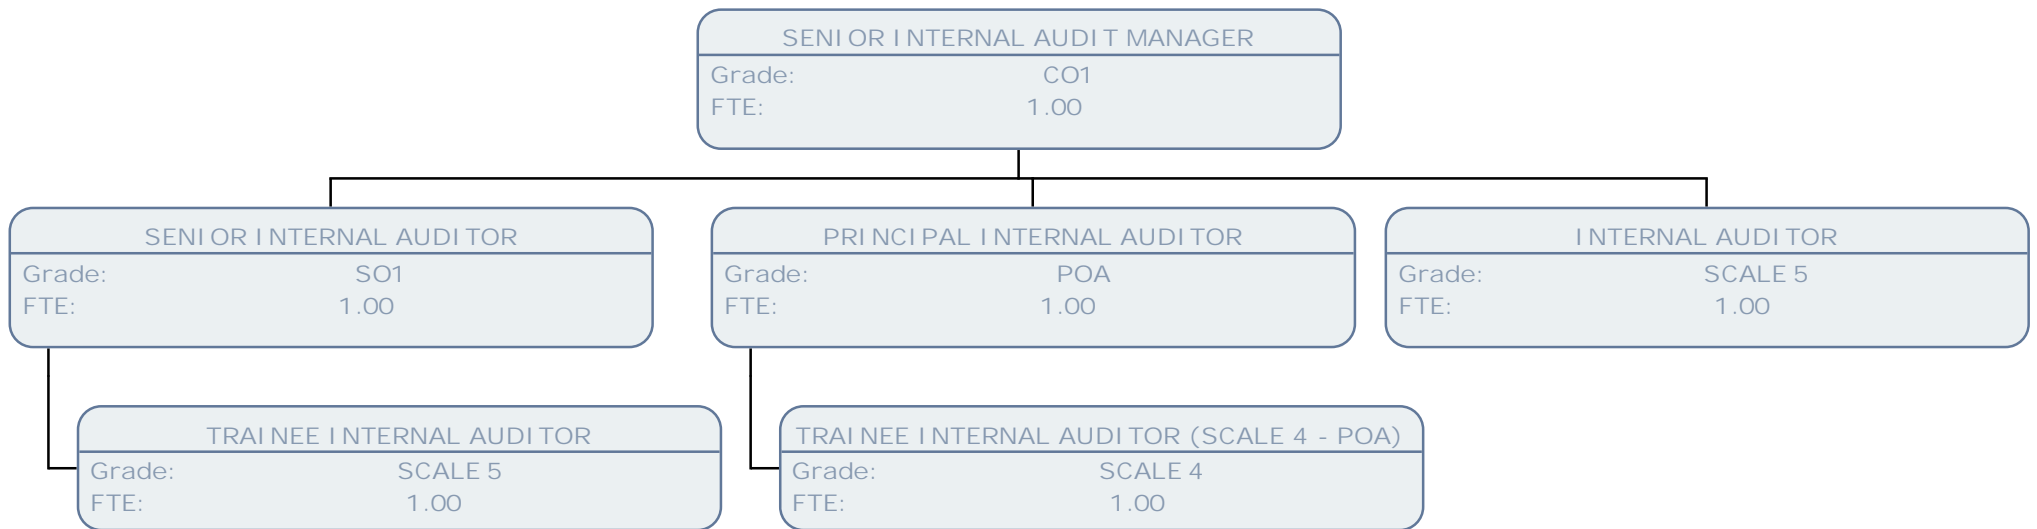 SENIOR INTERNAL AUDIT MANAGER
Grade: CO1
FTE: 1.00
SENIOR INTERNAL AUDITOR
Grade: SO1
FTE: 1.00
PRINCIPAL INTERNAL AUDITOR
Grade: POA
FTE: 1.00
INTERNAL AUDITOR
Grade: SCALE 5
FTE: 1.00
TRAINEE INTERNAL AUDITOR
Grade: SCALE 5
FTE: 1.00
TRAINEE INTERNAL AUDITOR (SCALE 4 - POA)
Grade: SCALE 4
FTE: 1.00